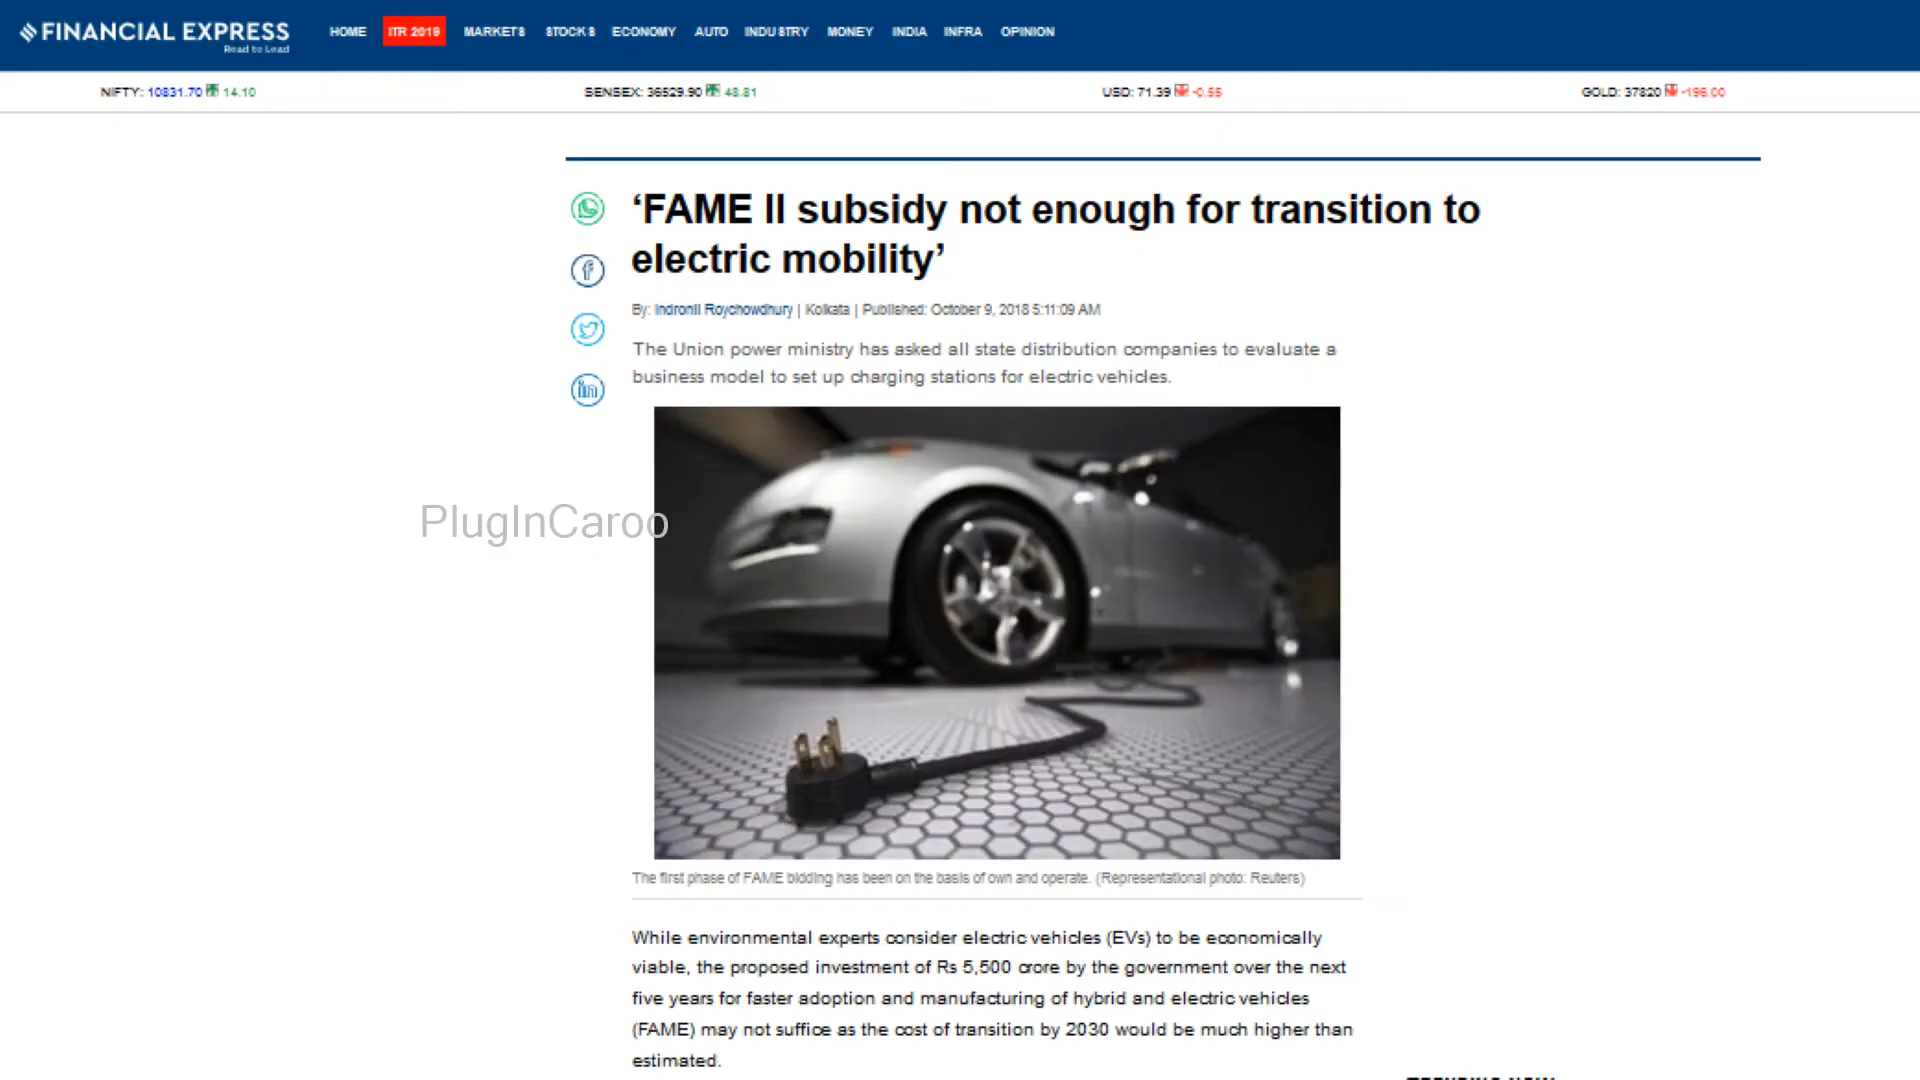 FINANCIAL EXPRESS
Read to Lead
HOME ITR 2019 MARKETS STOCKS ECONOMY AUTO INDUSTRY MONEY INDIA INFRA OPINION
NIFTY: 10831.70 14.10 SENSEX: 36529.90 48.81 USD: 71.39 -0.55 GOLD: 37820 -196.00
‘FAME II subsidy not enough for transition to
electric mobility’
By: Indronil Roychowdhury | Kolkata | Published: October 9, 2018 5:11:09 AM
The Union power ministry has asked all state distribution companies to evaluate a
business model to set up charging stations for electric vehicles.
PlugInCaroo
The first phase of FAME bidding has been on the basis of own and operate. (Representational photo: Reuters)
While environmental experts consider electric vehicles (EVs) to be economically
viable, the proposed investment of Rs 5,500 crore by the government over the next
five years for faster adoption and manufacturing of hybrid and electric vehicles
(FAME) may not suffice as the cost of transition by 2030 would be much higher than
estimated.